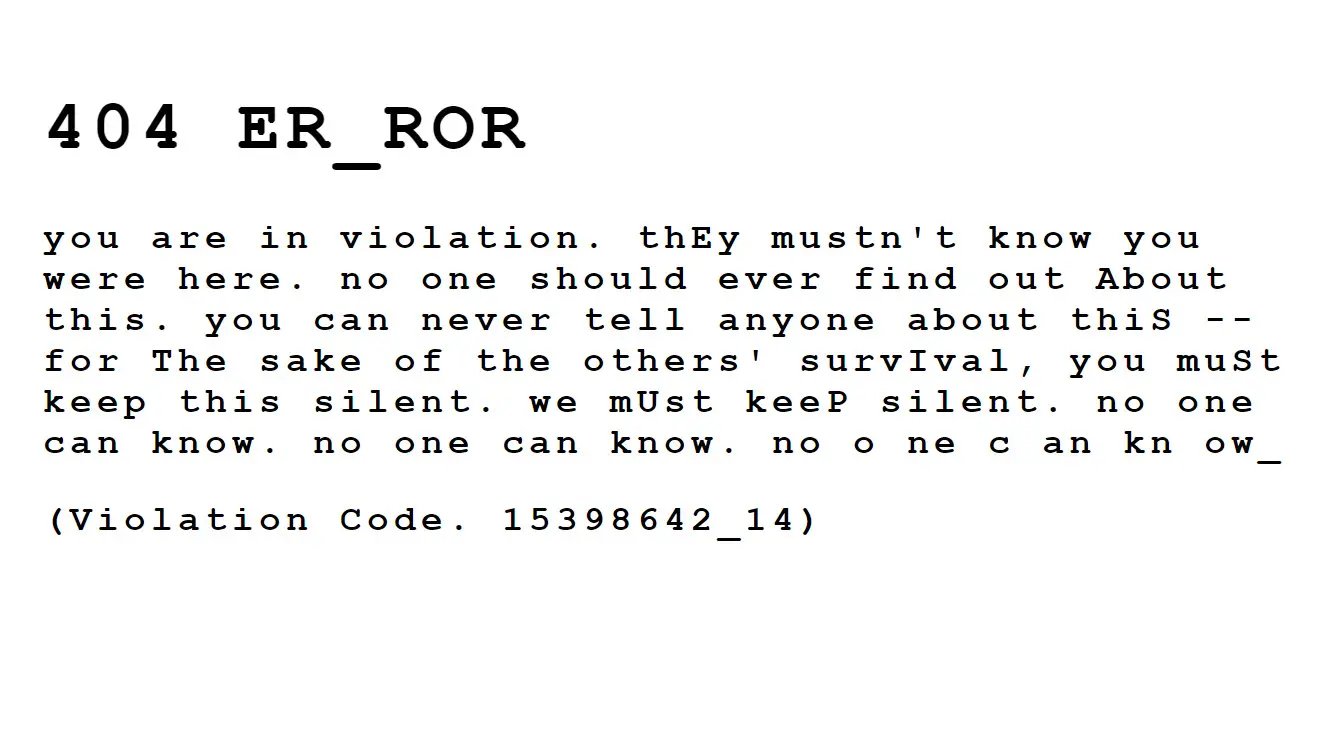 404 ER_ROR
you are in violation. thEy mustn't know you
were here. no one should ever find out About
this. you can never tell anyone about thiS --
for The sake of the others' survIval, you muSt
keep this silent. we mUst keeP silent. no one
can know. no one can know. no o ne c an kn ow_
(Violation Code. 15398642_14)